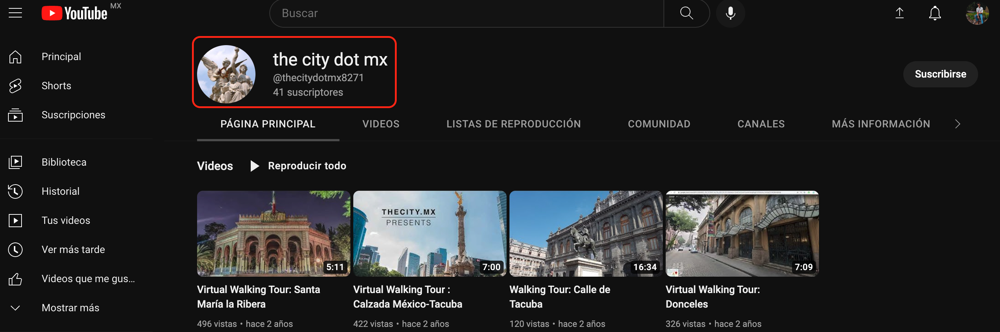 YouTube MX
Buscar
Principal
Shorts
Suscripciones
Biblioteca
Historial
Tus videos
Ver más tarde
Videos que me gus...
Mostrar más
the city dot mx
@thecitydotmx8271
41 suscriptores
Suscribirse
PÁGINA PRINCIPAL VIDEOS LISTAS DE REPRODUCCIÓN COMUNIDAD CANALES MÁS INFORMACIÓN
Videos Reproducir todo
5:11
Virtual Walking Tour: Santa
María la Ribera
496 vistas • hace 2 años
THECITY.MX
PRESENTS
7:00
Virtual Walking Tour :
Calzada México-Tacuba
422 vistas • hace 2 años
16:34
Walking Tour: Calle de
Tacuba
120 vistas • hace 2 años
7:09
Virtual Walking Tour:
Donceles
326 vistas • hace 2 años